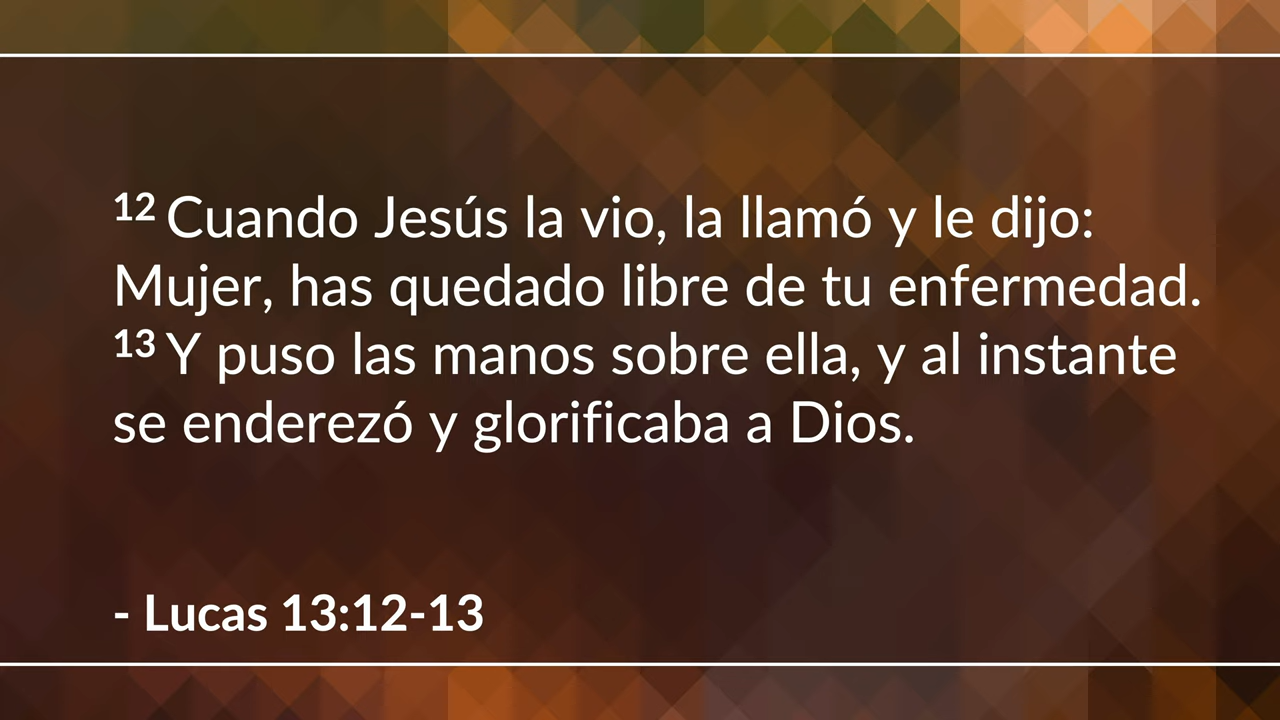 12 Cuando Jesús la vio, la llamó y le dijo:
Mujer, has quedado libre de tu enfermedad.
13 Y puso las manos sobre ella, y al instante
se enderezó y glorificaba a Dios.
- Lucas 13:12-13